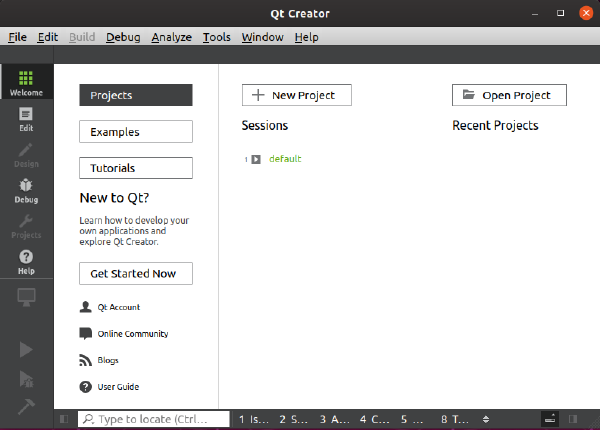 Qt Creator
File Edit Build Debug Analyze Tools Window Help
Welcome
Edit
Design
Debug
Projects
Help
Projects
Examples
Tutorials
New to Qt?
Learn how to develop your
own applications and
explore Qt Creator.
Get Started Now
Qt Account
Online Community
Blogs
User Guide
New Project
Open Project
Sessions
Recent Projects
1 default
Type to locate (Ctrl...
1 Is... 2 S... 3 A... 4 C... 5 ... 8 T...